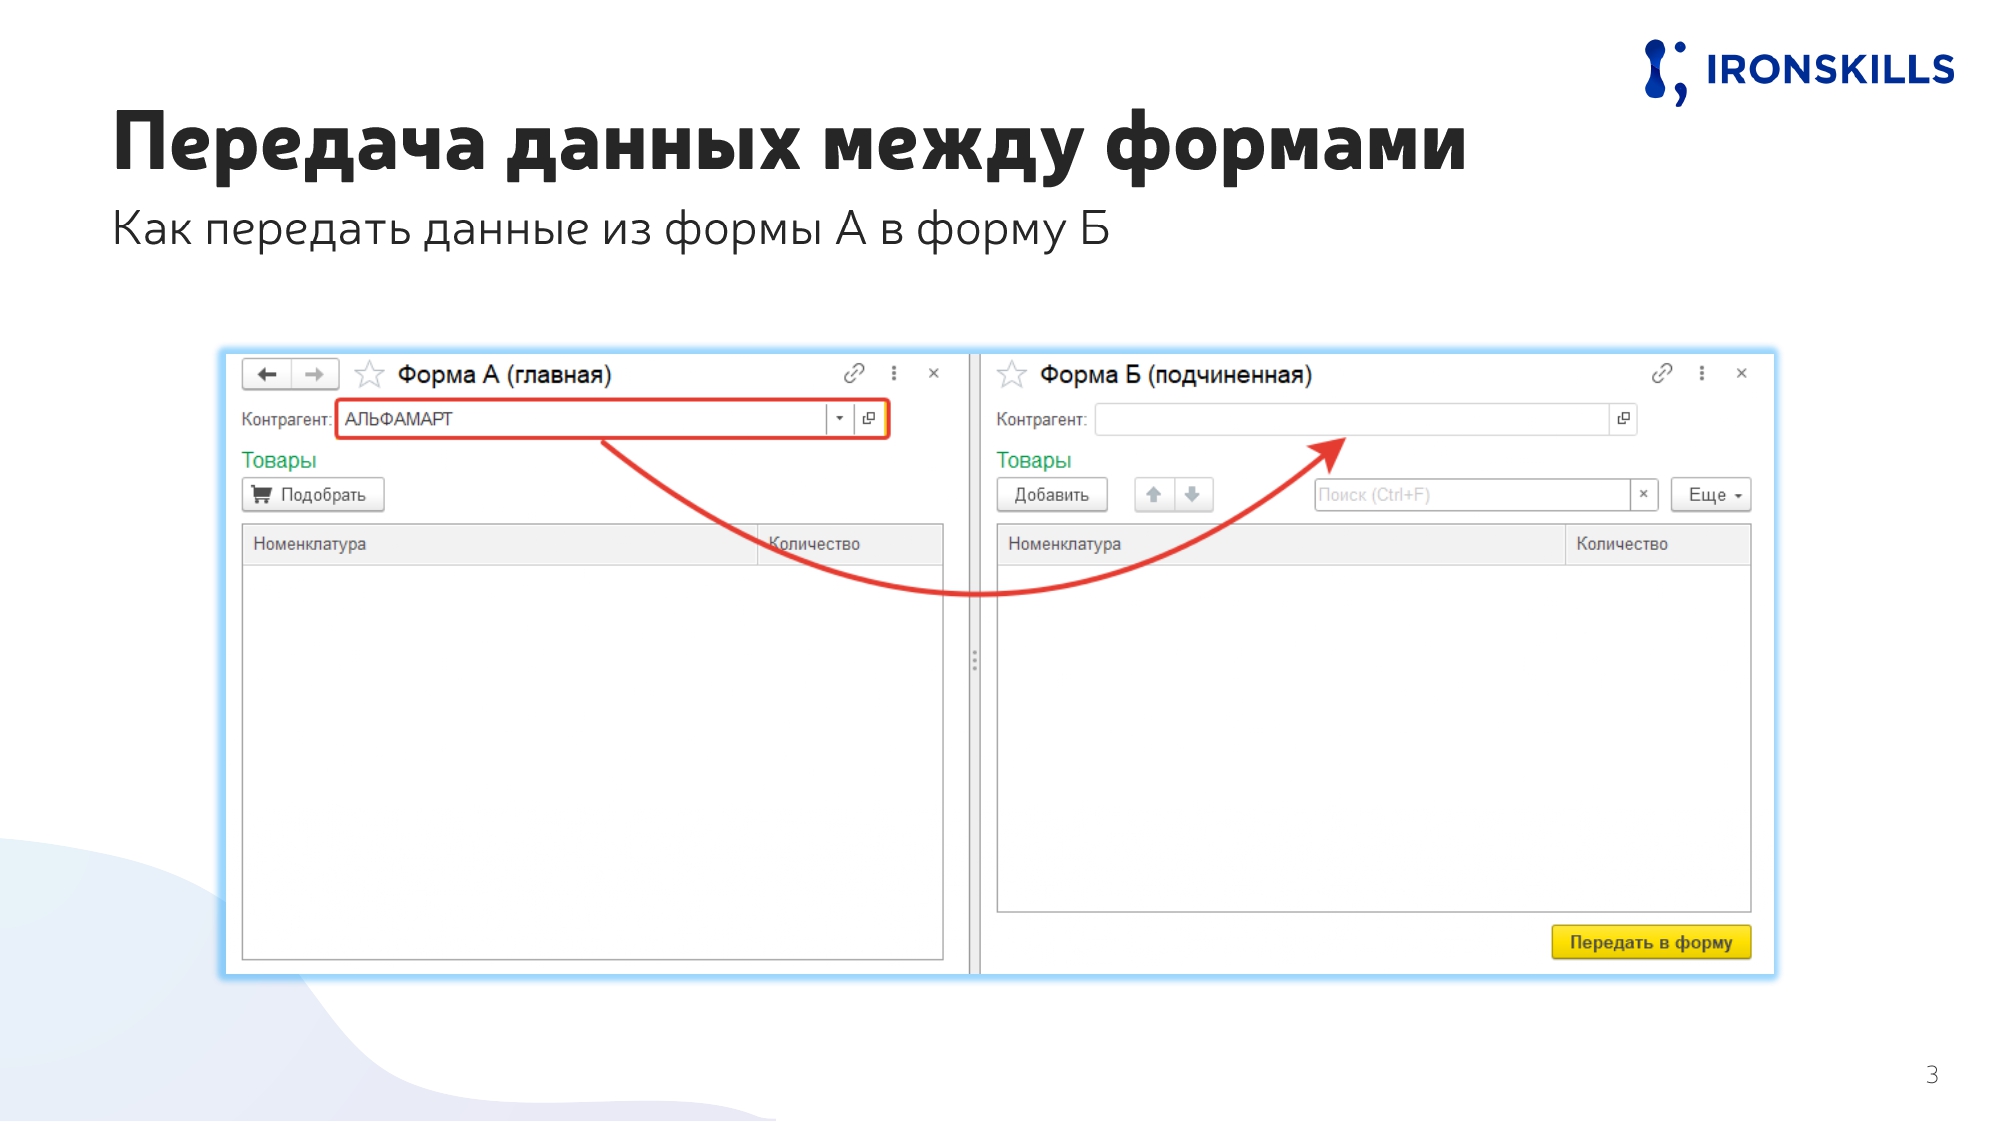 IRONSKILLS
Передача данных между формами
Как передать данные из формы А в форму Б
Форма А (главная)
Контрагент: АЛЬФАМАРТ
Товары
Подобрать
Номенклатура Количество
Форма Б (подчиненная)
Контрагент:
Товары
Добавить Поиск (Ctrl+F) × Еще
Номенклатура Количество
Передать в форму
3